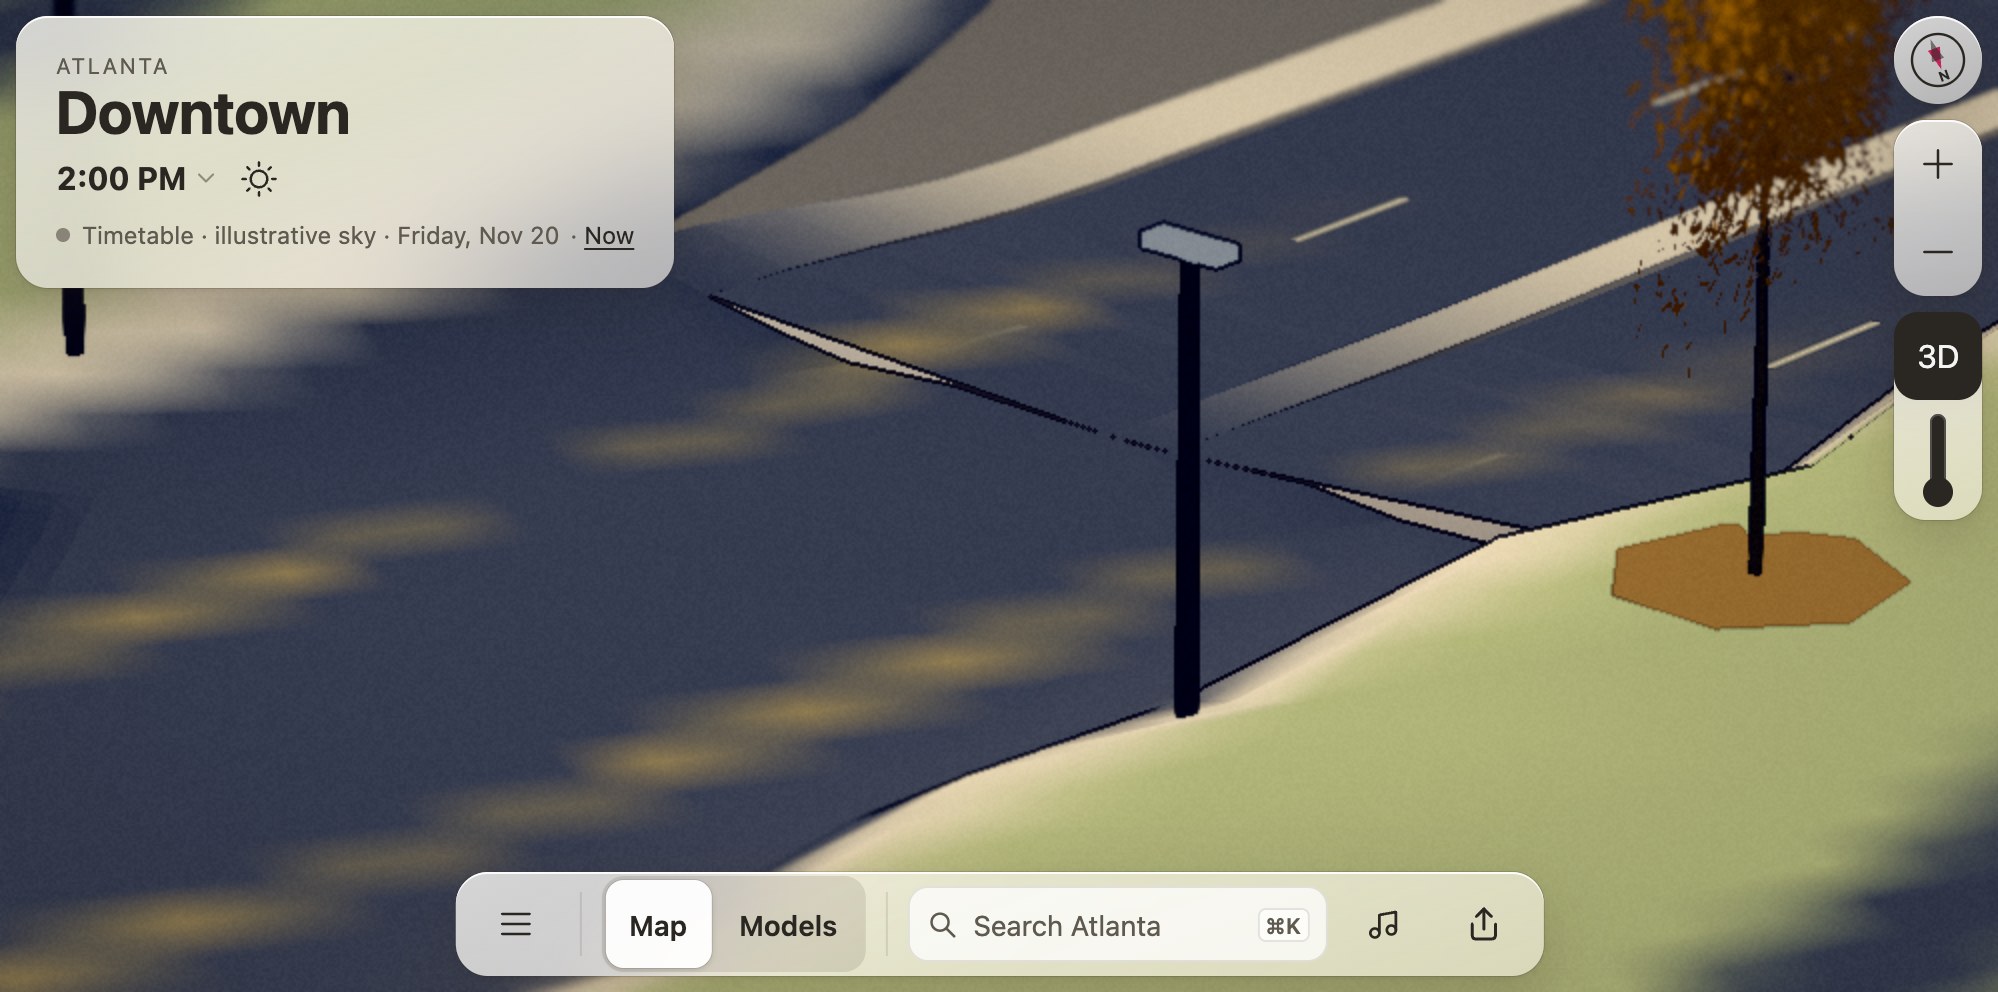 ATLANTA
Downtown
2:00 PM
Timetable · illustrative sky · Friday, Nov 20 · Now
N
3D
Map
Models
Search Atlanta
⌘K